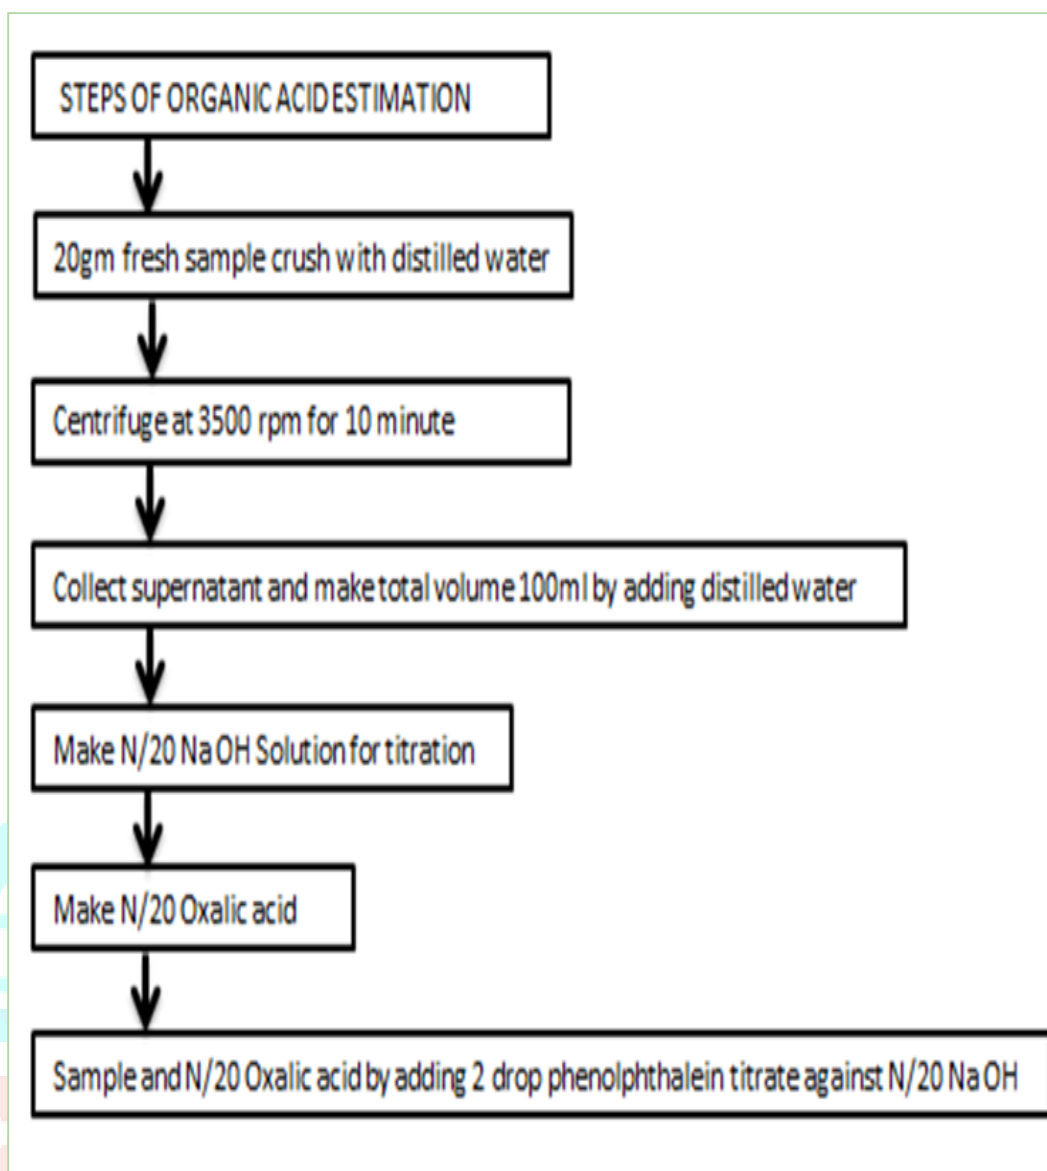 STEPS OF ORGANIC ACID ESTIMATION
20gm fresh sample crush with distilled water
Centrifuge at 3500 rpm for 10 minute
Collect supernatant and make total volume 100ml by adding distilled water
Make N/20 Na OH Solution for titration
Make N/20 Oxalic acid
Sample and N/20 Oxalic acid by adding 2 drop phenolphthalein titrate against N/20 Na OH